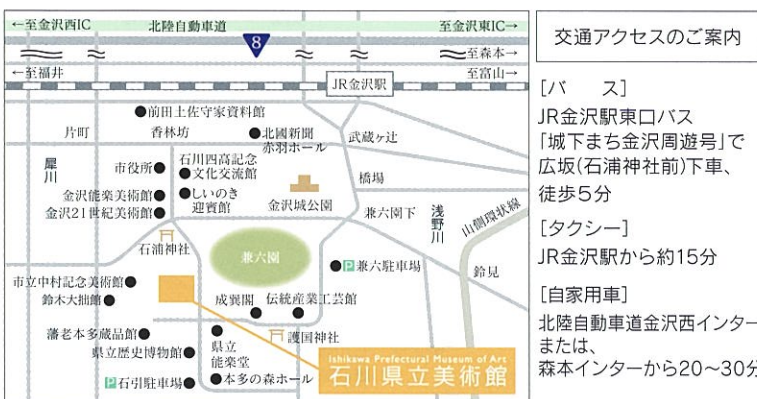 ←至金沢西IC 北陸自動車道 至金沢東IC→
8
→至森本→
←至福井 至富山→
JR金沢駅
前田土佐守家資料館
片町 香林坊 北國新聞
赤羽ホール
武蔵ヶ辻
犀川
市役所
石川四高記念
文化交流館
金沢能楽美術館
しいのき
迎賓館
金沢21世紀美術館
金沢城公園
橋場
兼六園下
浅野川
山側環状線
石浦神社
兼六園
P兼六駐車場
鈴見
市立中村記念美術館
鈴木大拙館
成巽閣 伝統産業工芸館
藩老本多蔵品館
県立歴史博物館
県立
能楽堂
護国神社
P石引駐車場
本多の森ホール
Ishikawa Prefectural Museum of Art
石川県立美術館
交通アクセスのご案内
[バ ス]
JR金沢駅東口バス
「城下まち金沢周遊号」で
広坂(石浦神社前)下車、
徒歩5分
[タクシー]
JR金沢駅から約15分
[自家用車]
北陸自動車道金沢西インター
または、
森本インターから20〜30分